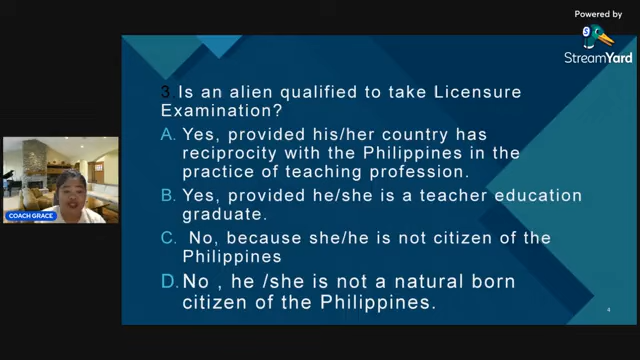 Powered by
StreamYard
3.Is an alien qualified to take Licensure
Examination?
A. Yes, provided his/her country has
reciprocity with the Philippines in the
practice of teaching profession.
B. Yes, provided he/she is a teacher education
graduate.
C. No, because she/he is not citizen of the
Philippines
D. No , he /she is not a natural born
citizen of the Philippines.
COACH GRACE
4